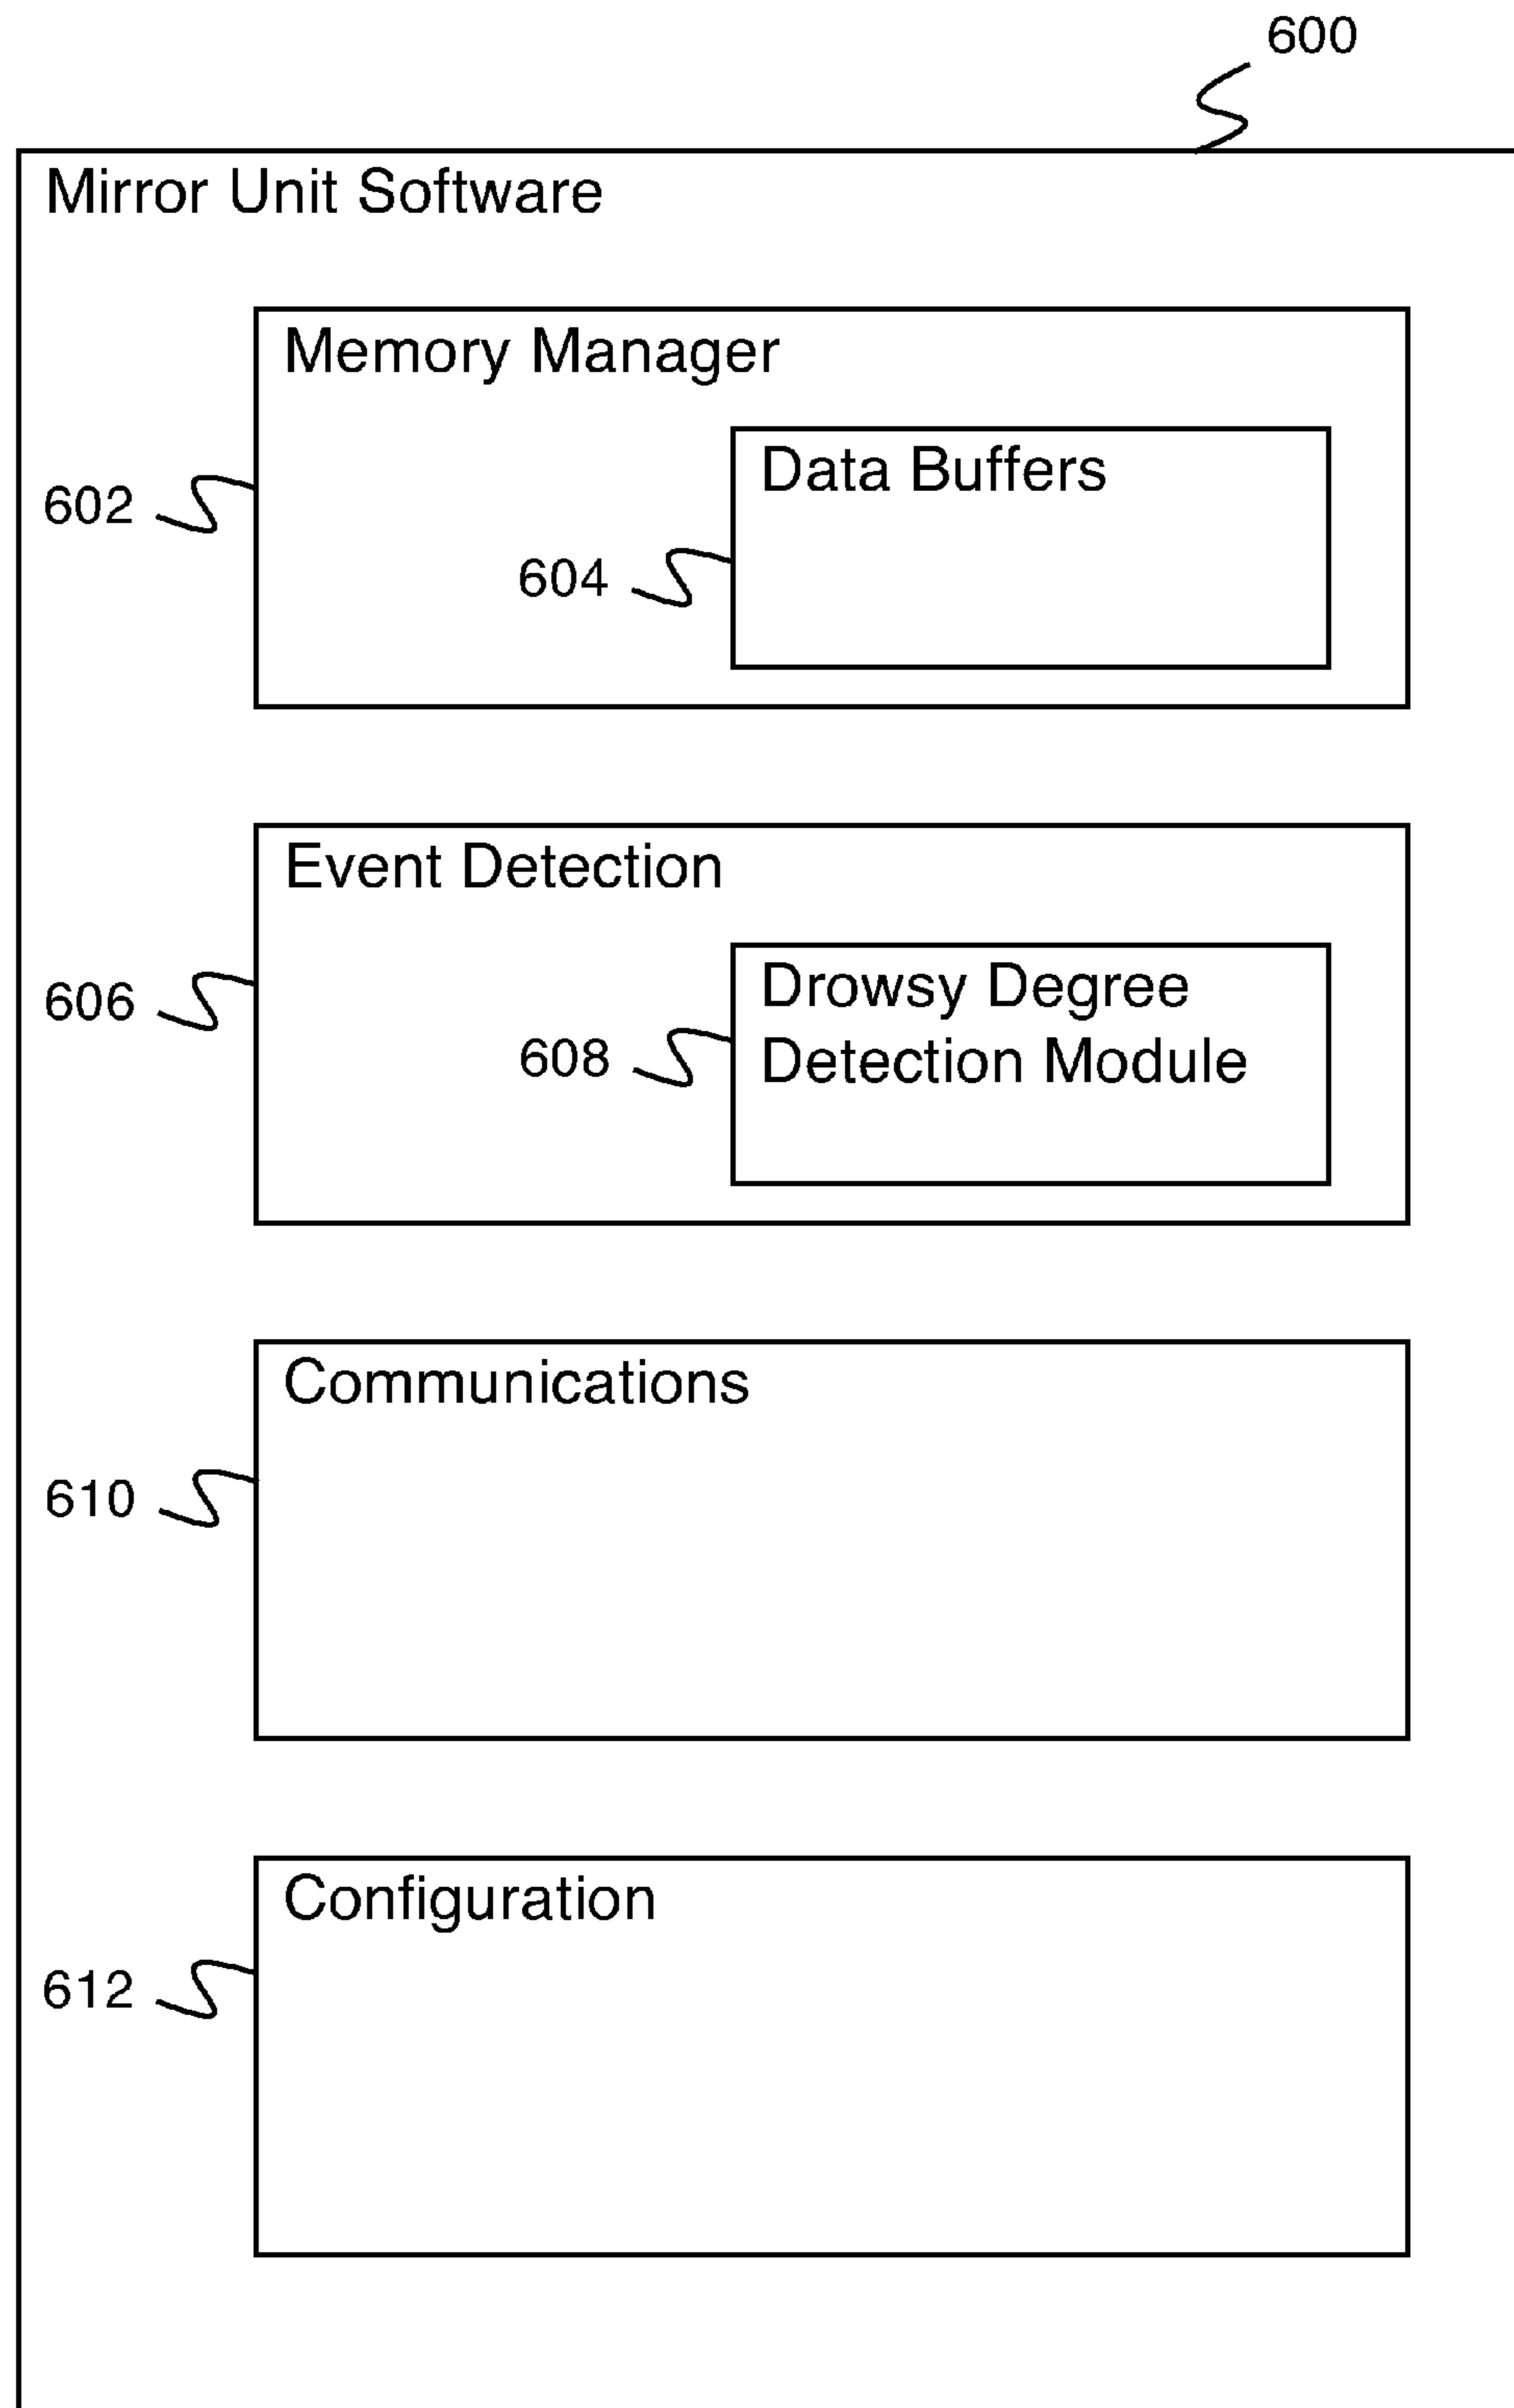 600
Mirror Unit Software
Memory Manager
Data Buffers
602
604
Event Detection
Drowsy Degree
Detection Module
606
608
Communications
610
Configuration
612